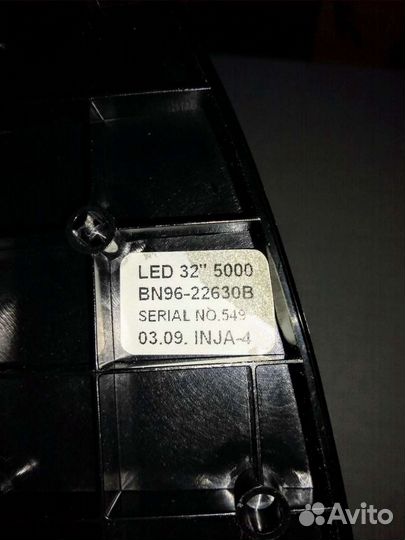 LED 32" 5000
BN96-22630B
SERIAL NO.549
03.09. INJA-4
Avito